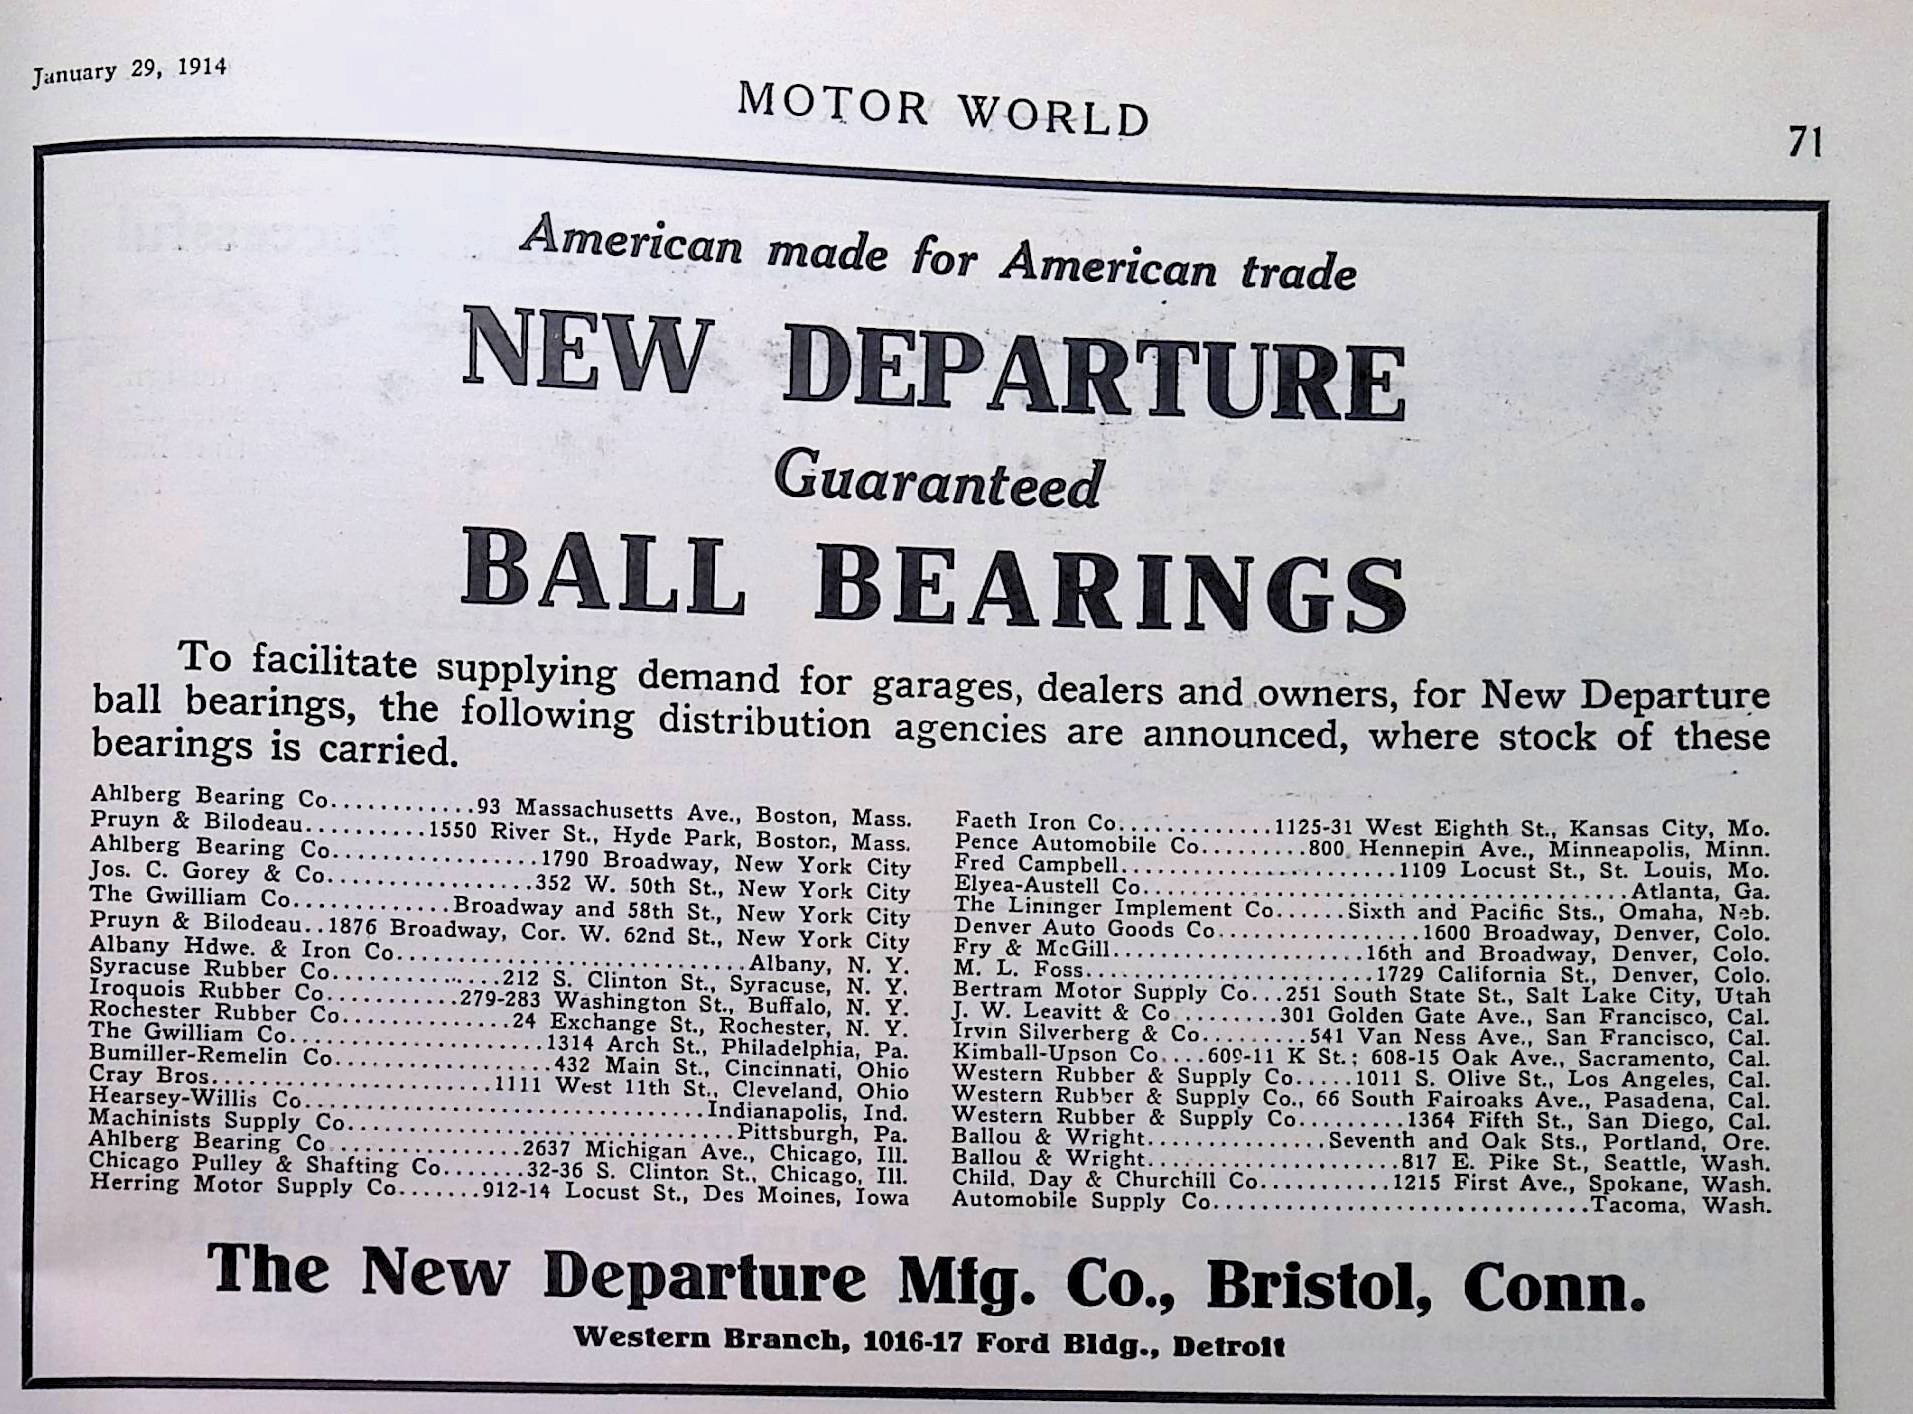 January 29, 1914
MOTOR WORLD
71
American made for American trade
NEW DEPARTURE
Guaranteed
BALL BEARINGS
To facilitate supplying demand for garages, dealers and owners, for New Departure
ball bearings, the following distribution agencies are announced, where stock of these
bearings is carried.
Ahlberg Bearing Co............93 Massachusetts Ave., Boston, Mass.
Pruyn & Bilodeau..........1550 River St., Hyde Park, Boston, Mass.
Ahlberg Bearing Co.................1790 Broadway, New York City
Jos. C. Gorey & Co.................352 W. 50th St., New York City
The Gwilliam Co.............Broadway and 58th St., New York City
Pruyn & Bilodeau..1876 Broadway, Cor. W. 62nd St., New York City
Albany Hdwe. & Iron Co.............................Albany, N. Y.
Syracuse Rubber Co..............212 S. Clinton St., Syracuse, N. Y.
Iroquois Rubber Co...........279-283 Washington St., Buffalo, N. Y.
Rochester Rubber Co..............24 Exchange St., Rochester, N. Y.
The Gwilliam Co.....................1314 Arch St., Philadelphia, Pa.
Bumiller-Remelin Co..................432 Main St., Cincinnati, Ohio
Cray Bros.......................1111 West 11th St., Cleveland, Ohio
Hearsey-Willis Co.................................Indianapolis, Ind.
Machinists Supply Co................................Pittsburgh, Pa.
Ahlberg Bearing Co................2637 Michigan Ave., Chicago, Ill.
Chicago Pulley & Shafting Co.......32-36 S. Clinton St., Chicago, Ill.
Herring Motor Supply Co.......912-14 Locust St., Des Moines, Iowa
Faeth Iron Co.............1125-31 West Eighth St., Kansas City, Mo.
Pence Automobile Co.........800 Hennepin Ave., Minneapolis, Minn.
Fred Campbell.......................1109 Locust St., St. Louis, Mo.
Elyea-Austell Co........................................Atlanta, Ga.
The Lininger Implement Co......Sixth and Pacific Sts., Omaha, Neb.
Denver Auto Goods Co.................1600 Broadway, Denver, Colo.
Fry & McGill.....................16th and Broadway, Denver, Colo.
M. L. Foss........................1729 California St., Denver, Colo.
Bertram Motor Supply Co...251 South State St., Salt Lake City, Utah
J. W. Leavitt & Co.........301 Golden Gate Ave., San Francisco, Cal.
Irvin Silverberg & Co.........541 Van Ness Ave., San Francisco, Cal.
Kimball-Upson Co....609-11 K St.; 608-15 Oak Ave., Sacramento, Cal.
Western Rubber & Supply Co.....1011 S. Olive St., Los Angeles, Cal.
Western Rubber & Supply Co., 66 South Fairoaks Ave., Pasadena, Cal.
Western Rubber & Supply Co.........1364 Fifth St., San Diego, Cal.
Ballou & Wright...............Seventh and Oak Sts., Portland, Ore.
Ballou & Wright.....................817 E. Pike St., Seattle, Wash.
Child, Day & Churchill Co...........1215 First Ave., Spokane, Wash.
Automobile Supply Co...............................Tacoma, Wash.
The New Departure Mfg. Co., Bristol, Conn.
Western Branch, 1016-17 Ford Bldg., Detroit